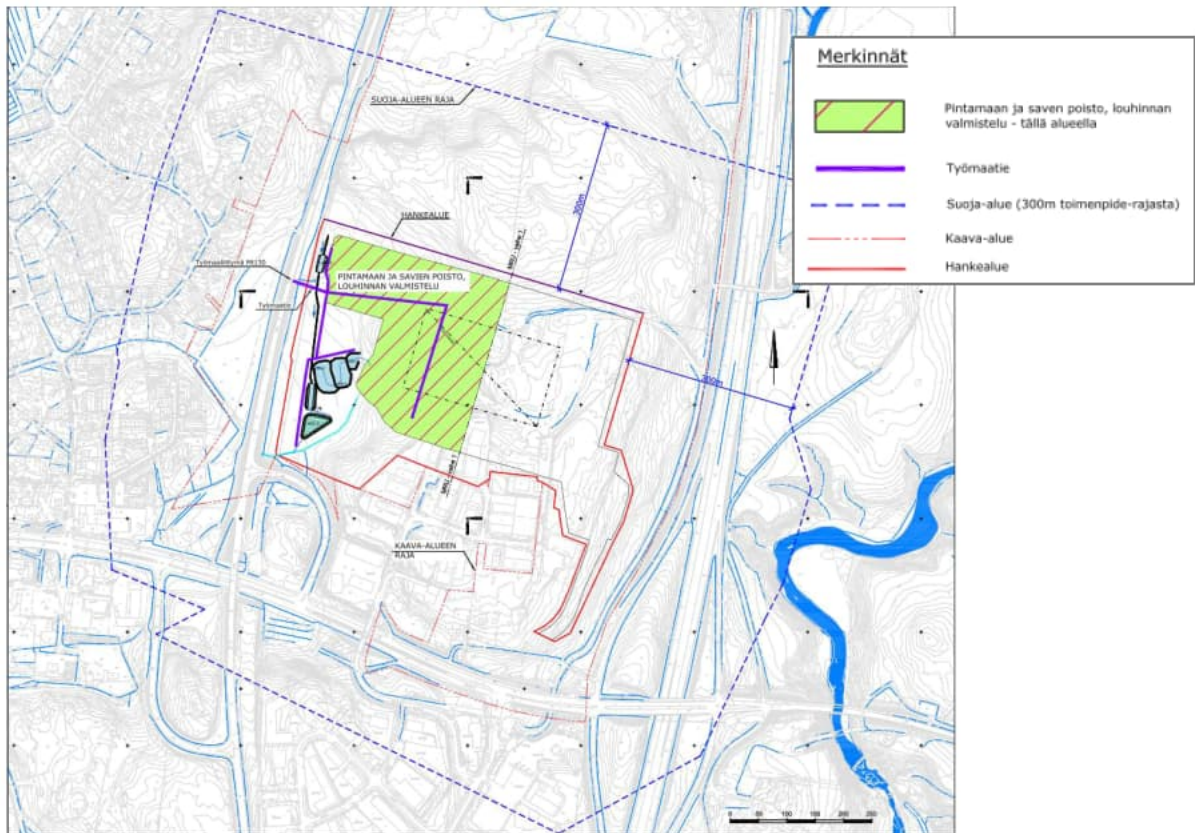 SUOJA-ALUEEN RAJA
300m
HANKEALUE
Työmaatie
PINTAMAAN JA SAVIEN POISTO,
LOUHINNAN VALMISTELU
300m
KAAVA-ALUEEN
RAJA
0 50 100 150 200 250
Merkinnät
Pintamaan ja saven poisto, louhinnan
valmistelu - tällä alueella
Työmaatie
Suoja-alue (300m toimenpide-rajasta)
Kaava-alue
Hankealue